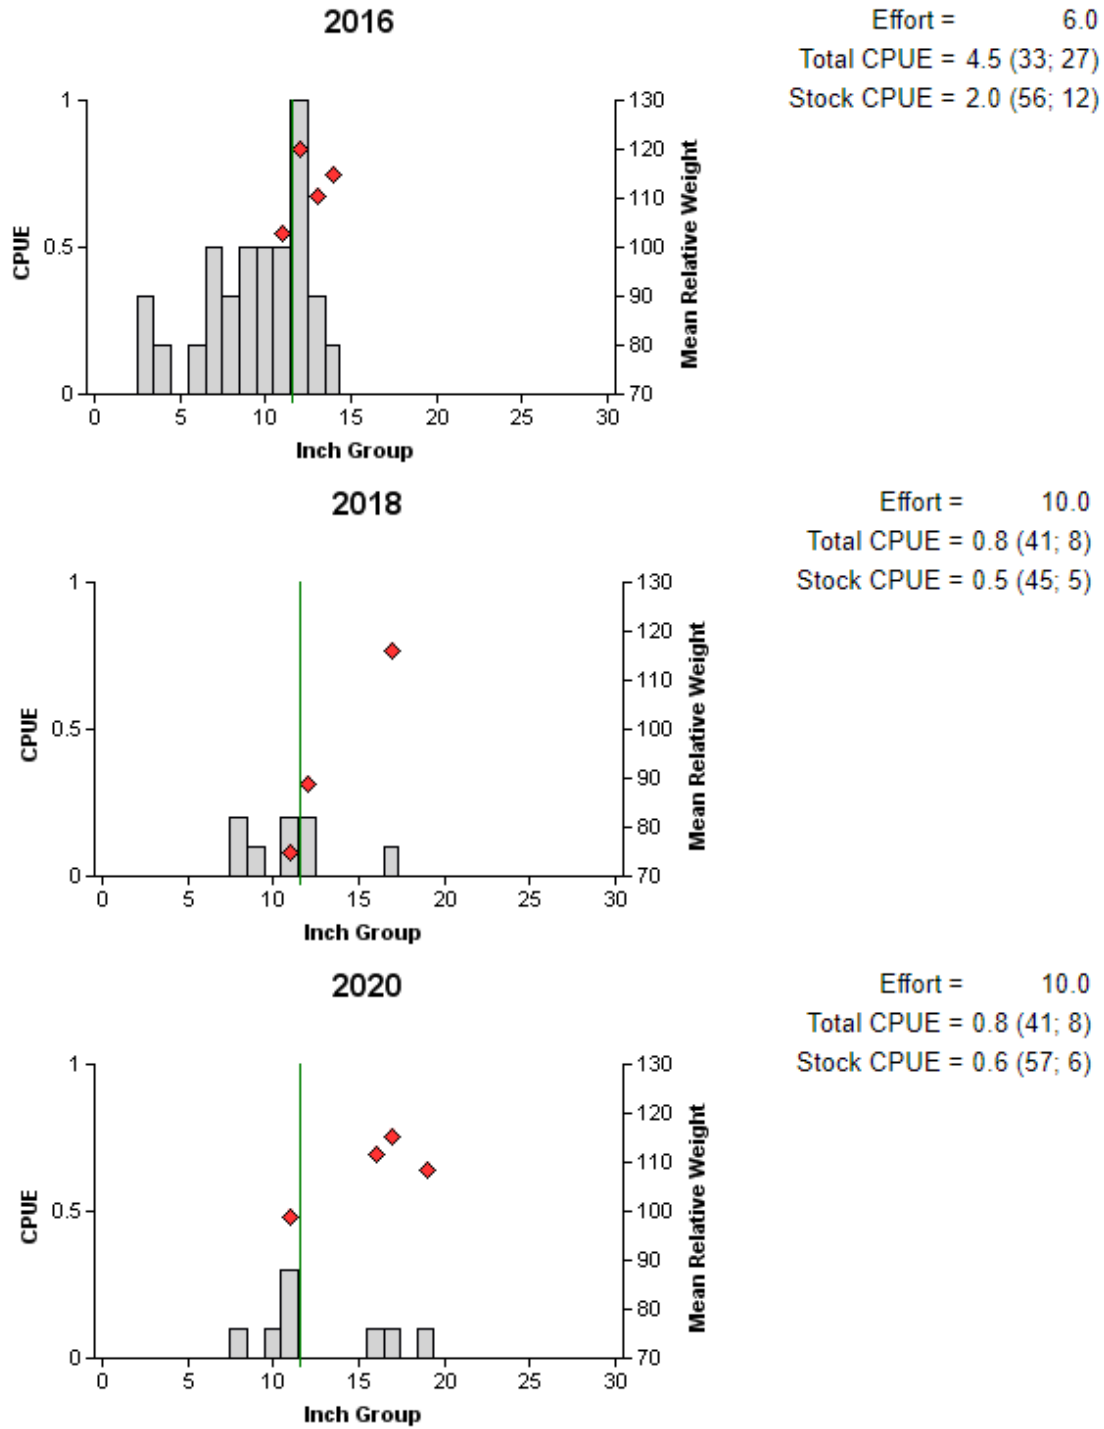 2016
Effort = 6.0
Total CPUE = 4.5 (33; 27)
Stock CPUE = 2.0 (56; 12)
1
0.5
0
CPUE
130
120
110
100
90
80
70
Mean Relative Weight
0 5 10 15 20 25 30
Inch Group
2018
Effort = 10.0
Total CPUE = 0.8 (41; 8)
Stock CPUE = 0.5 (45; 5)
1
0.5
0
CPUE
130
120
110
100
90
80
70
Mean Relative Weight
0 5 10 15 20 25 30
Inch Group
2020
Effort = 10.0
Total CPUE = 0.8 (41; 8)
Stock CPUE = 0.6 (57; 6)
1
0.5
0
CPUE
130
120
110
100
90
80
70
Mean Relative Weight
0 5 10 15 20 25 30
Inch Group